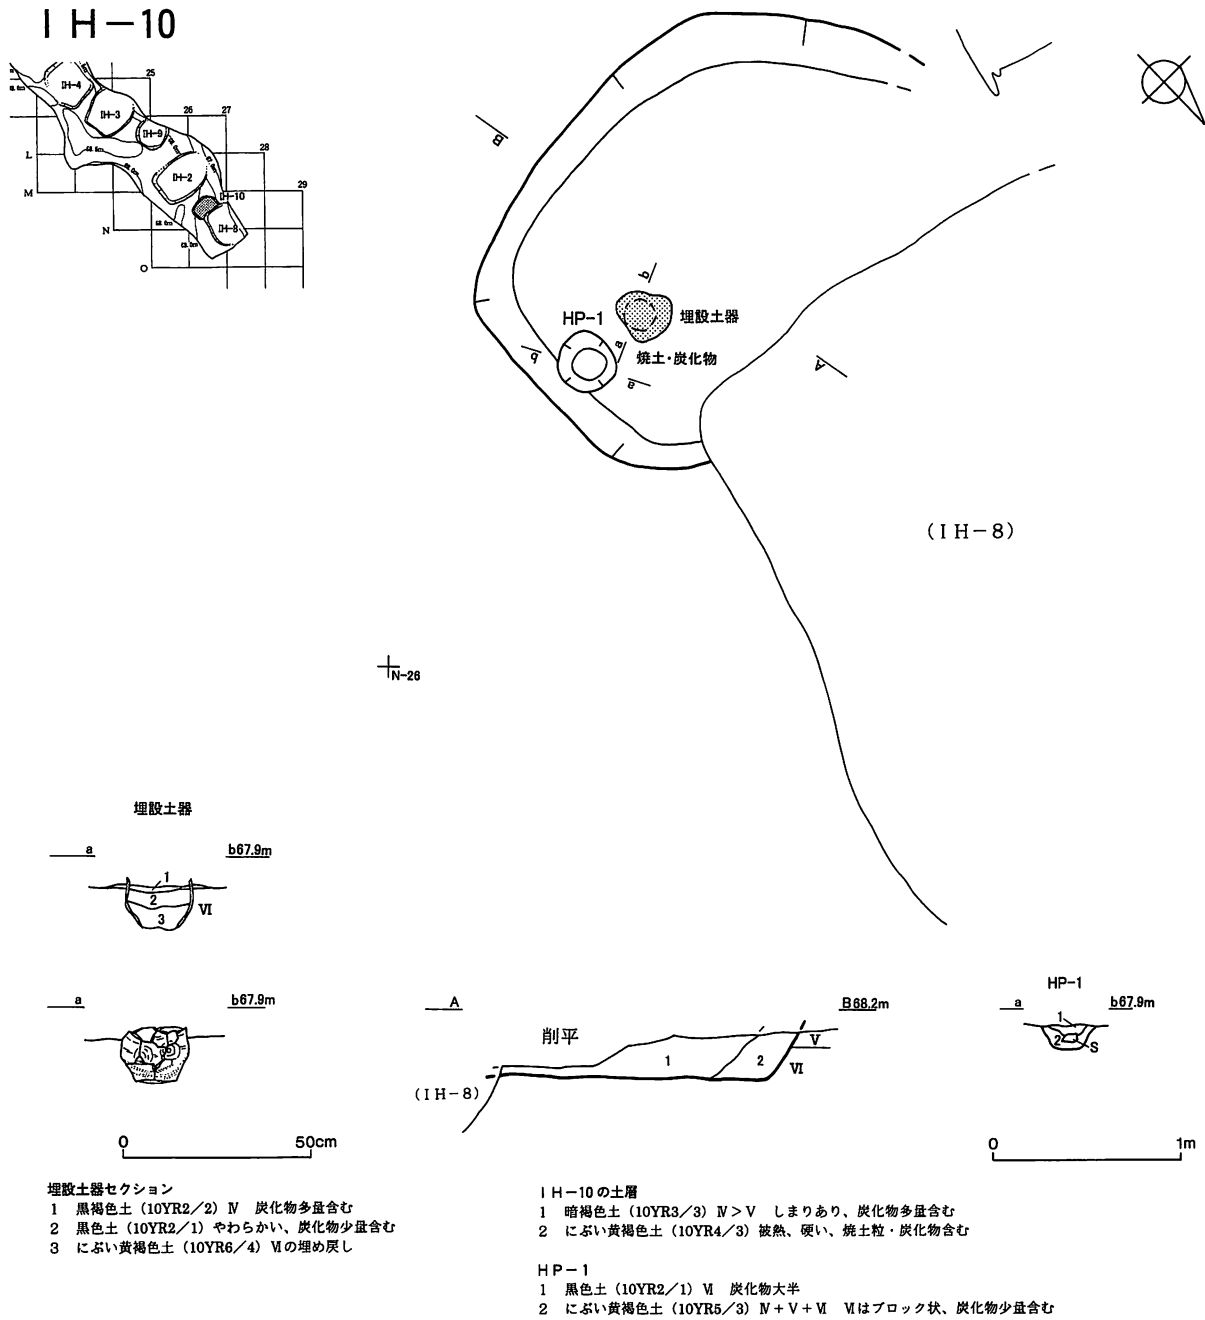 IH－10
25
IH-4
IH-3
26
27
IH-9
L
28
IH-2
29
M
IH-10
N
IH-8
O
B
b
HP-1
埋設土器
a
焼土・炭化物
b
a
A
(IH－8)
N-26
埋設土器
a
b67.9m
1
2
3
Ⅵ
a
b67.9m
A
B68.2m
削平
1
2
Ⅴ
Ⅵ
(IH－8)
HP-1
a
b67.9m
1
2
S
0
50cm
0
1m
埋設土器セクション
1 黒褐色土（10YR2／2）Ⅳ 炭化物多量含む
2 黒色土（10YR2／1）やわらかい、炭化物少量含む
3 にぶい黄褐色土（10YR6／4）Ⅵの埋め戻し
IH－10の土層
1 暗褐色土（10YR3／3）Ⅳ＞Ⅴ しまりあり、炭化物多量含む
2 にぶい黄褐色土（10YR4／3）被熱、硬い、焼土粒・炭化物含む
HP－1
1 黒色土（10YR2／1）Ⅵ 炭化物大半
2 にぶい黄褐色土（10YR5／3）Ⅳ＋Ⅴ＋Ⅵ Ⅵはブロック状、炭化物少量含む